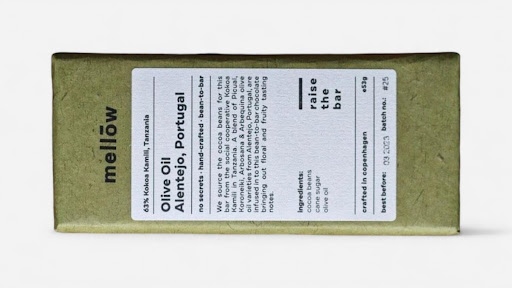 mellōw
63% Kokoa Kamili, Tanzania
Olive Oil
Alentejo, Portugal
no secrets · hand-crafted · bean-to-bar
We source the cocoa beans for this
bar from the social cooperative Kokoa
Kamili in Tanzania. A blend of Picual,
Koroneiki, Arbosana & Arbequina olive
oil varieties from Alentejo, Portugal, are
infused in to this bean-to-bar chocolate
bringing out floral and fruity tasting
notes.
raise
the
bar
ingredients:
cocoa beans
cane sugar
olive oil
crafted in copenhagen
e53g
best before: 03 2023
batch no.: #25